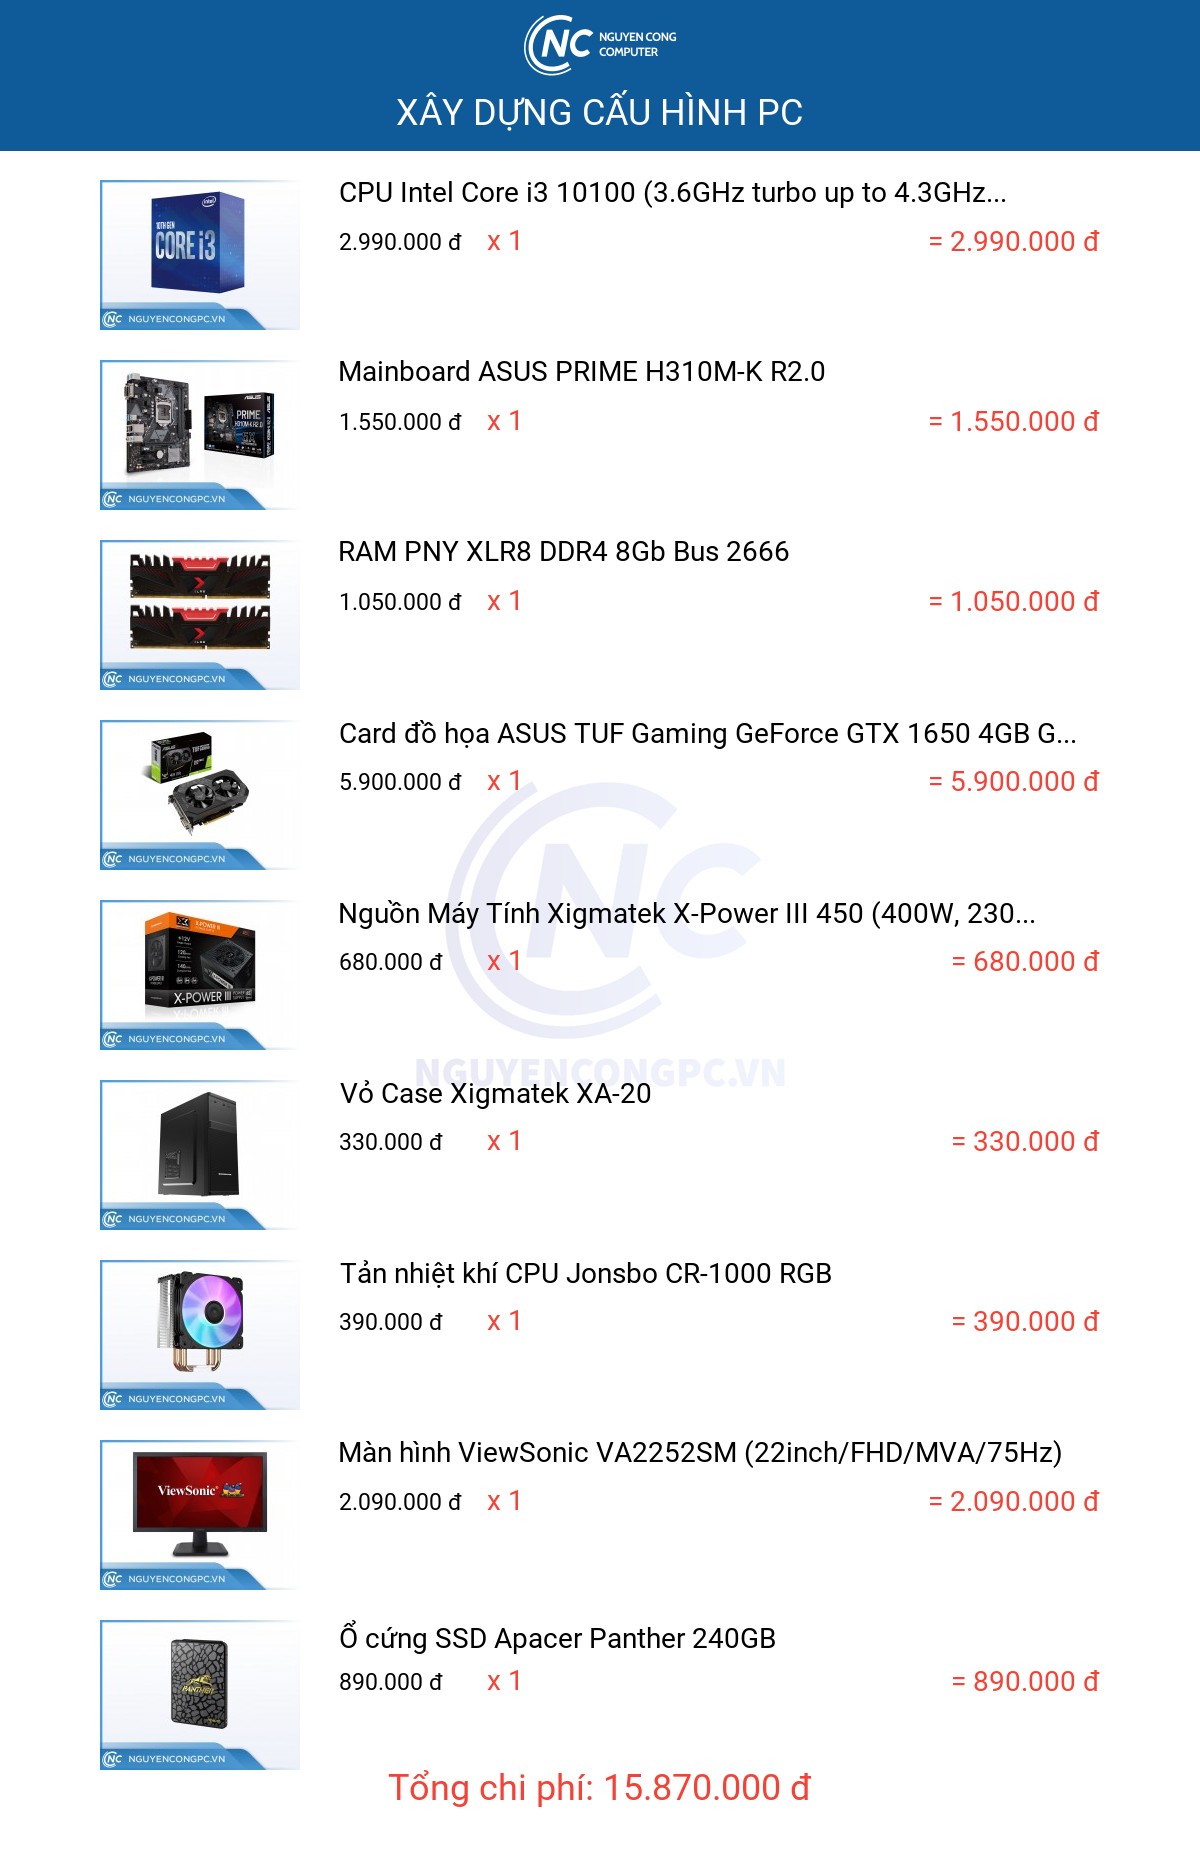 NC NGUYEN CONG
COMPUTER
XÂY DỰNG CẤU HÌNH PC
CPU Intel Core i3 10100 (3.6GHz turbo up to 4.3GHz...
2.990.000 đ x 1 = 2.990.000 đ
intel
10TH GEN
CORE i3
NC NGUYENCONGPC.VN
Mainboard ASUS PRIME H310M-K R2.0
1.550.000 đ x 1 = 1.550.000 đ
ASUS
PRIME
H310M-K R2.0
NC NGUYENCONGPC.VN
RAM PNY XLR8 DDR4 8Gb Bus 2666
1.050.000 đ x 1 = 1.050.000 đ
NC NGUYENCONGPC.VN
Card đồ họa ASUS TUF Gaming GeForce GTX 1650 4GB G...
5.900.000 đ x 1 = 5.900.000 đ
NC NGUYENCONGPC.VN
NC
Nguồn Máy Tính Xigmatek X-Power III 450 (400W, 230...
680.000 đ x 1 = 680.000 đ
X-POWER III
NC NGUYENCONGPC.VN
NGUYENCONGPC.VN
Vỏ Case Xigmatek XA-20
330.000 đ x 1 = 330.000 đ
NC NGUYENCONGPC.VN
Tản nhiệt khí CPU Jonsbo CR-1000 RGB
390.000 đ x 1 = 390.000 đ
NC NGUYENCONGPC.VN
Màn hình ViewSonic VA2252SM (22inch/FHD/MVA/75Hz)
2.090.000 đ x 1 = 2.090.000 đ
ViewSonic
NC NGUYENCONGPC.VN
Ổ cứng SSD Apacer Panther 240GB
890.000 đ x 1 = 890.000 đ
PANTHER
NC NGUYENCONGPC.VN
Tổng chi phí: 15.870.000 đ